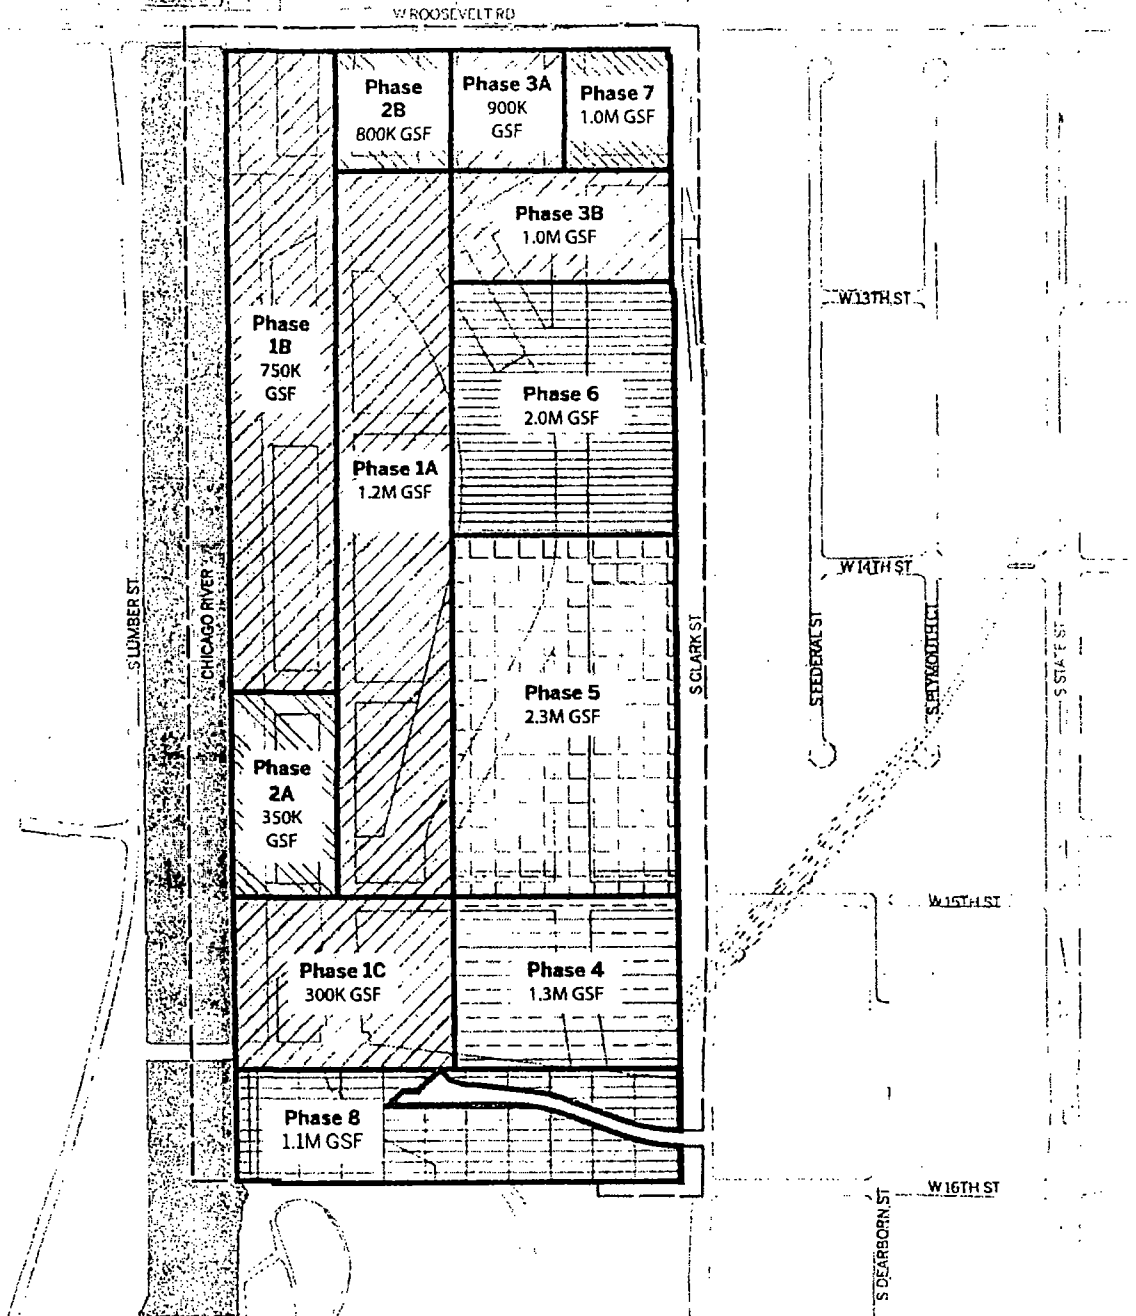 W ROOSEVELT RD
Phase
2B
800K GSF
Phase 3A
900K
GSF
Phase 7
1.0M GSF
Phase 3B
1.0M GSF
W 13TH ST
Phase
1B
750K
GSF
Phase 6
2.0M GSF
Phase 1A
1.2M GSF
W 14TH ST
S LUMBER ST
CHICAGO RIVER
S CLARK ST
S FEDERAL ST
S PLYMOUTH CT
S STATE ST
Phase 5
2.3M GSF
Phase
2A
350K
GSF
W 15TH ST
Phase 1C
300K GSF
Phase 4
1.3M GSF
Phase 8
1.1M GSF
W 16TH ST
S DEARBORN ST